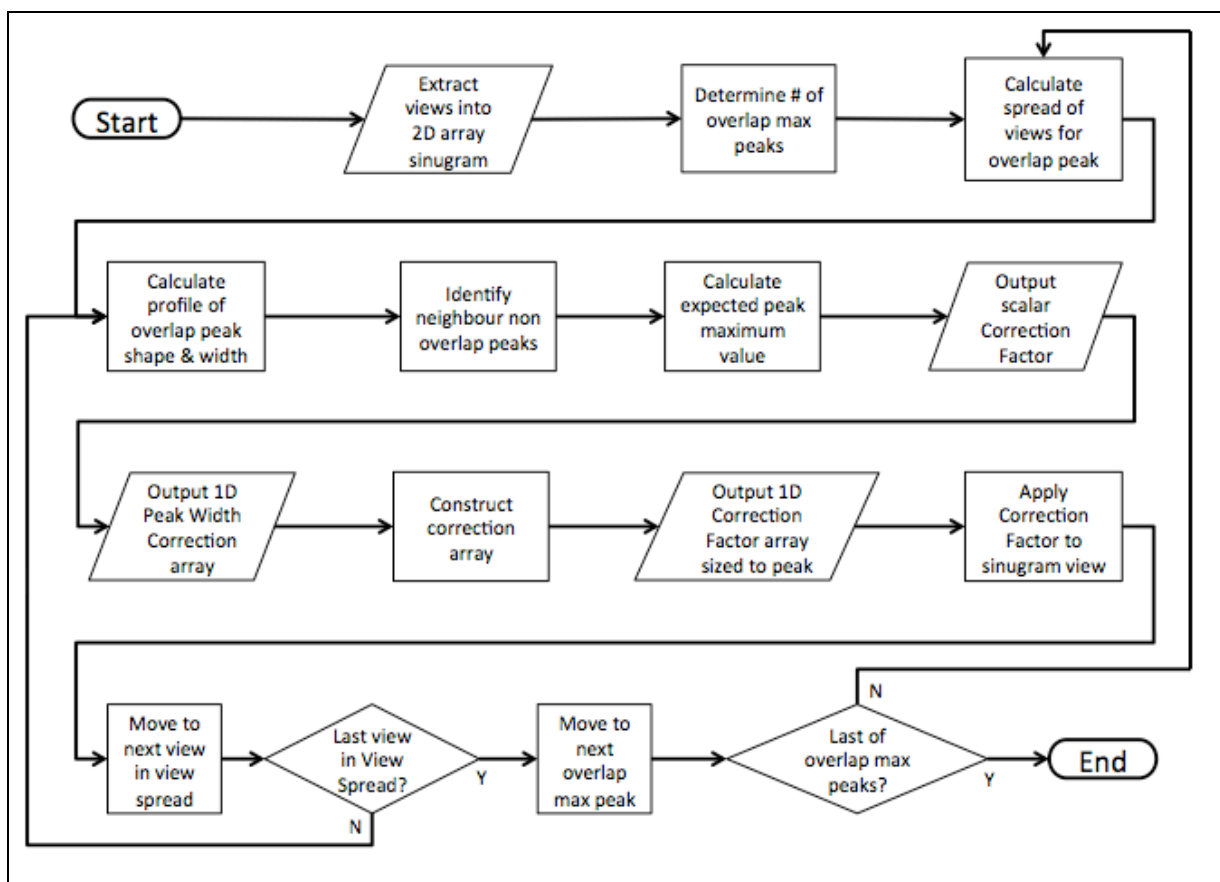 Start
Extract
views into
2D array
sinugram
Determine # of
overlap max
peaks
Calculate
spread of
views for
overlap peak
Calculate
profile of
overlap peak
shape & width
Identify
neighbour non
overlap peaks
Calculate
expected peak
maximum
value
Output
scalar
Correction
Factor
Output 1D
Peak Width
Correction
array
Construct
correction
array
Output 1D
Correction
Factor array
sized to peak
Apply
Correction
Factor to
sinugram view
Move to
next view
in view
spread
Last view
in View
Spread?
Y
N
Move to
next
overlap
max peak
Last of
overlap max
peaks?
N
Y
End